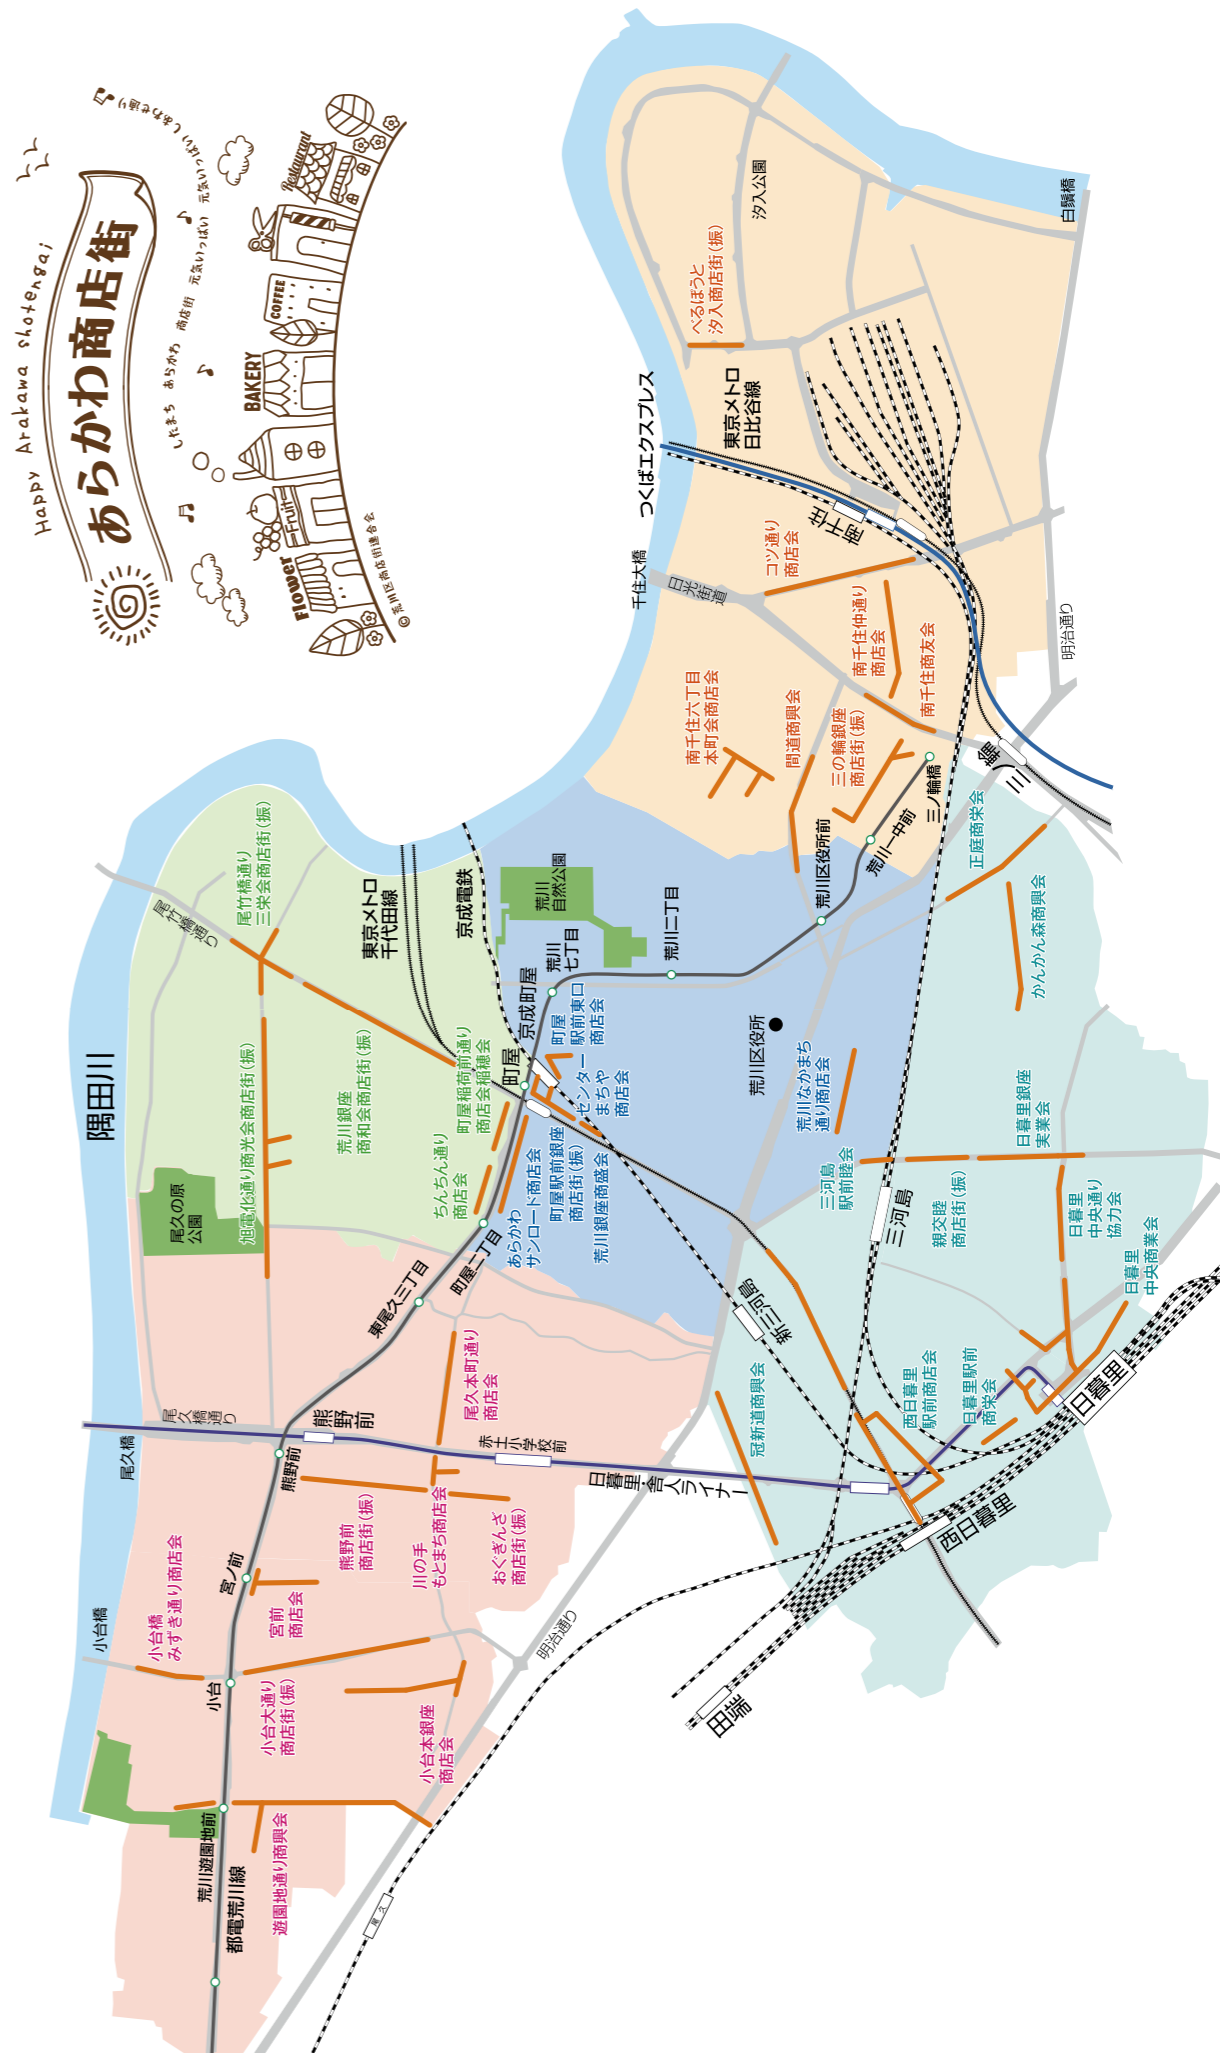 Happy Arakawa shotengai
あらかわ商店街
したまち あらかわ 商店街 元気いっぱい 元気いっぱい しあわせ通り
Flower
Fruit
BAKERY
COFFEE
Restaurant
©荒川区商店街連合会
隅田川
尾久橋
小台橋
千住大橋
白鬚橋
尾竹橋通り
尾久橋通り
日光街道
明治通り
明治通り
つくばエクスプレス
東京メトロ
日比谷線
東京メトロ
千代田線
京成電鉄
都電荒川線
日暮里・舎人ライナー
荒川遊園地前
小台
宮ノ前
熊野前
熊野前
赤土小学校前
東尾久三丁目
町屋二丁目
町屋
京成町屋
荒川
七丁目
荒川二丁目
荒川区役所前
荒川一中前
三ノ輪橋
三ノ輪
南千住
三河島
新三河島
西日暮里
日暮里
田端
尾久
尾久の原
公園
荒川
自然公園
汐入公園
荒川区役所
遊園地通り商興会
小台橋
みずき通り商店会
小台大通り
商店街(振)
小台本銀座
商店会
宮前
商店会
熊野前
商店街(振)
川の手
もとまち商店会
おぐぎんざ
商店街(振)
尾久本町通り
商店会
尾竹橋通り
三栄会商店街(振)
旭電化通り商光会商店街(振)
荒川銀座
商和会商店街(振)
町屋稲荷前通り
商店会稲穂会
ちんちん通り
商店会
あらかわ
サンロード商店会
町屋駅前銀座
商店街(振)
荒川銀座商盛会
センター
まちや
商店会
町屋
駅前東口
商店会
荒川なかまち
通り商店会
べるぽうと
汐入商店街(振)
コツ通り
商店会
南千住仲通り
商店会
南千住商友会
南千住六丁目
本町会商店会
間道商興会
三の輪銀座
商店街(振)
正庭商栄会
かんかん森商興会
三河島
駅前睦会
日暮里銀座
実業会
親交睦
商店街(振)
日暮里
中央通り
協力会
日暮里
中央商業会
冠新道商興会
西日暮里
駅前商店会
日暮里駅前
商栄会